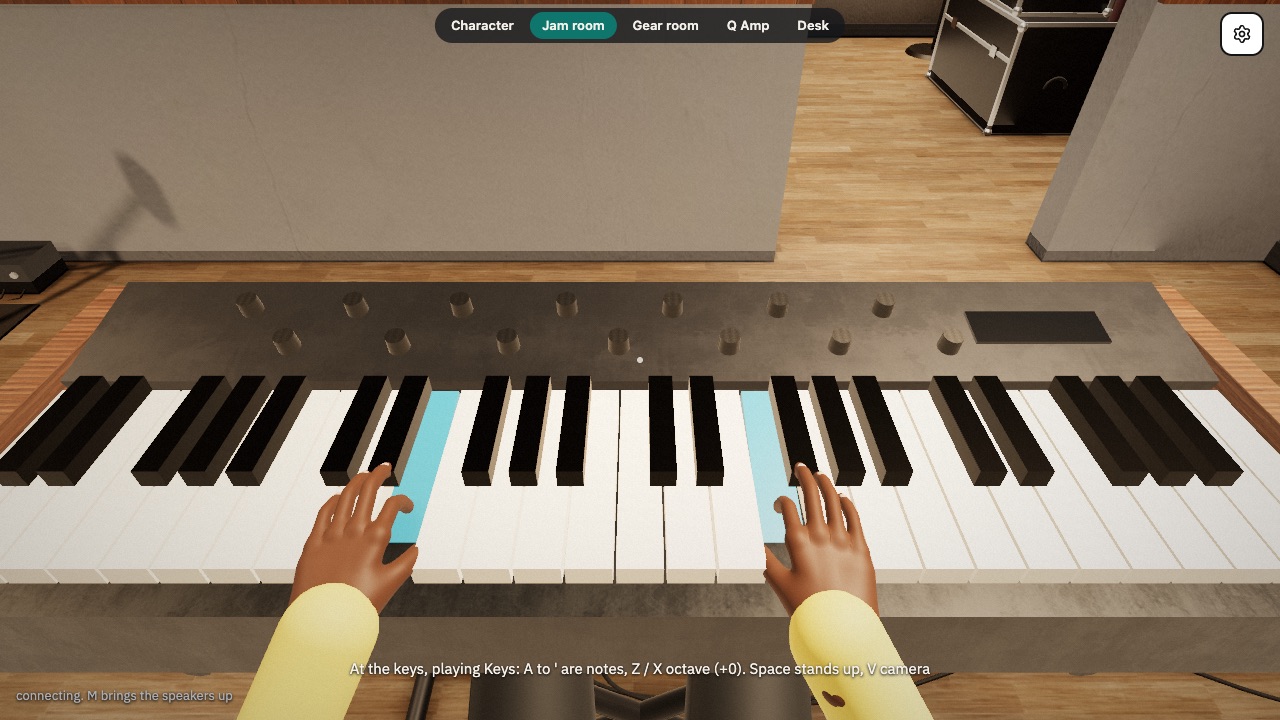 Character
Jam room
Gear room
Q Amp
Desk
At the keys, playing Keys: A to ' are notes, Z / X octave (+0). Space stands up, V camera
connecting. M brings the speakers up